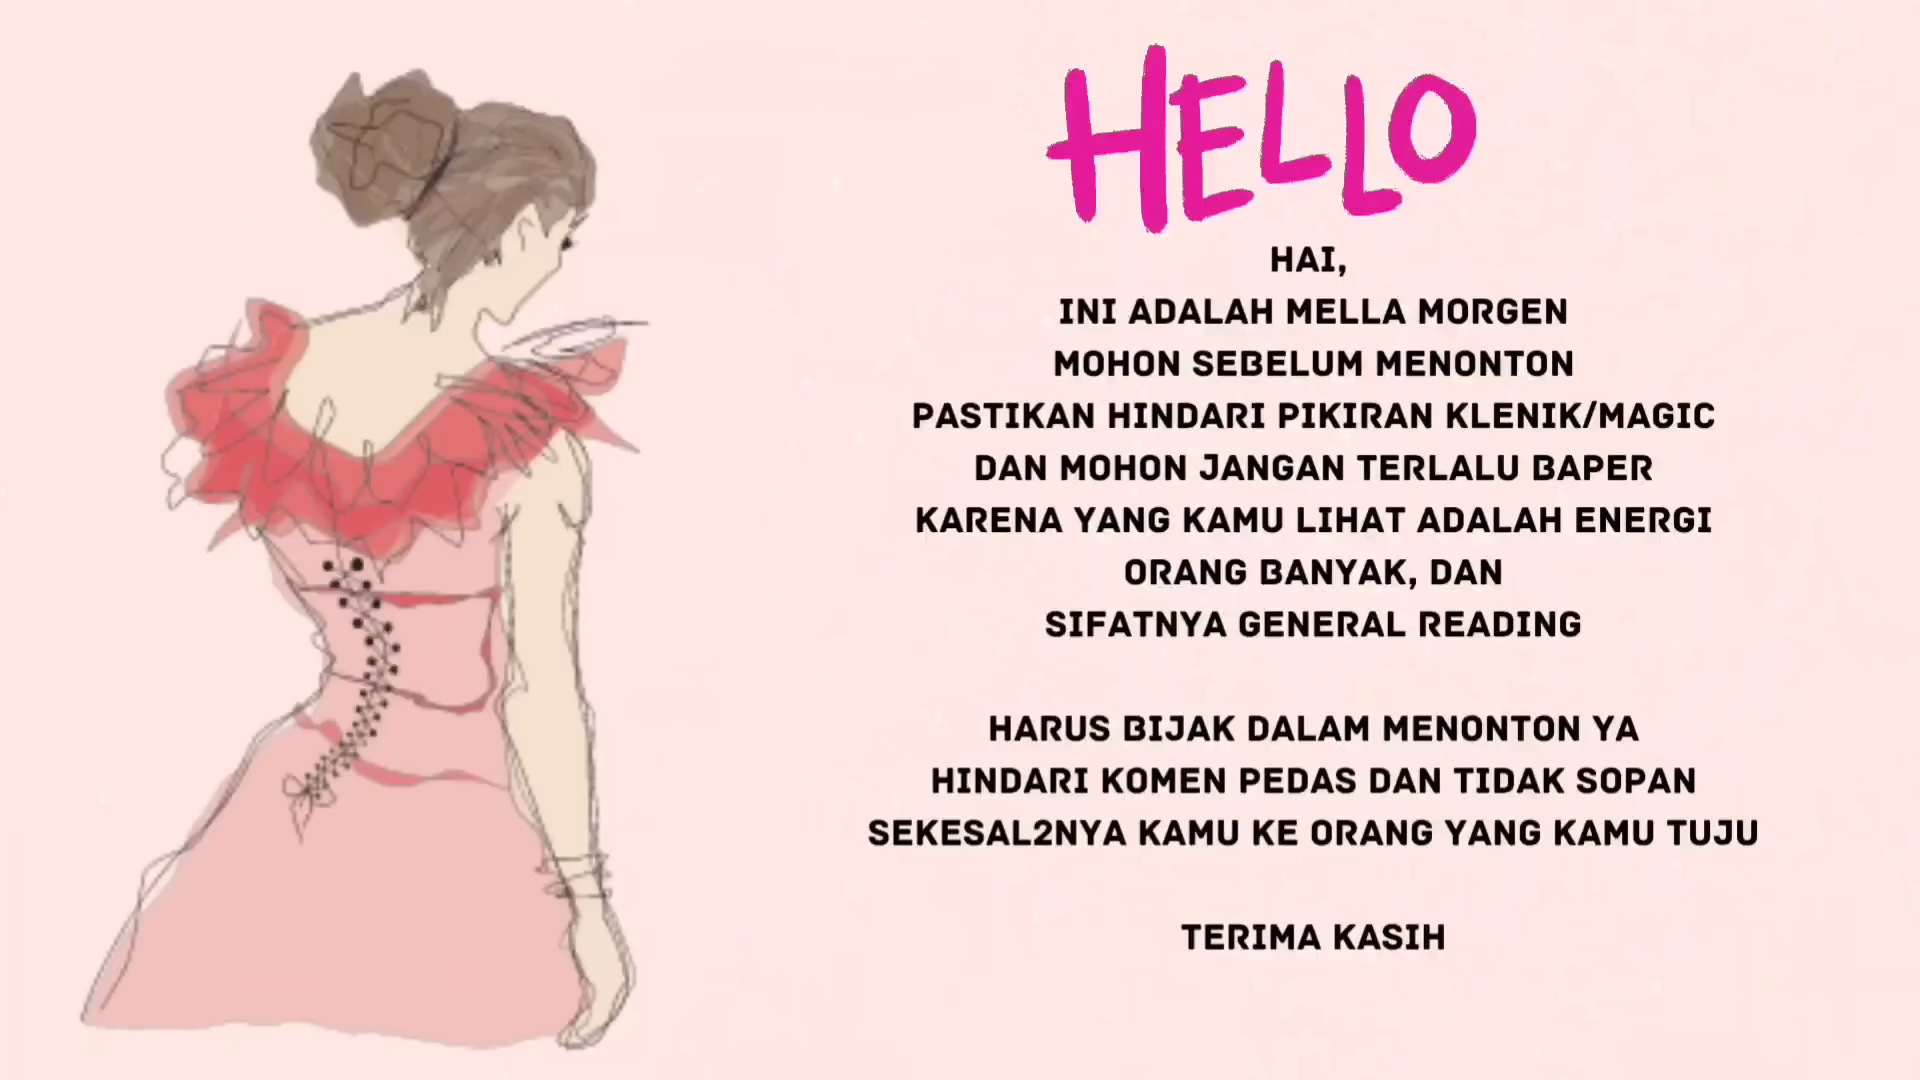 HELLO
HAI,
INI ADALAH MELLA MORGEN
MOHON SEBELUM MENONTON
PASTIKAN HINDARI PIKIRAN KLENIK/MAGIC
DAN MOHON JANGAN TERLALU BAPER
KARENA YANG KAMU LIHAT ADALAH ENERGI
ORANG BANYAK, DAN
SIFATNYA GENERAL READING
HARUS BIJAK DALAM MENONTON YA
HINDARI KOMEN PEDAS DAN TIDAK SOPAN
SEKESAL2NYA KAMU KE ORANG YANG KAMU TUJU
TERIMA KASIH